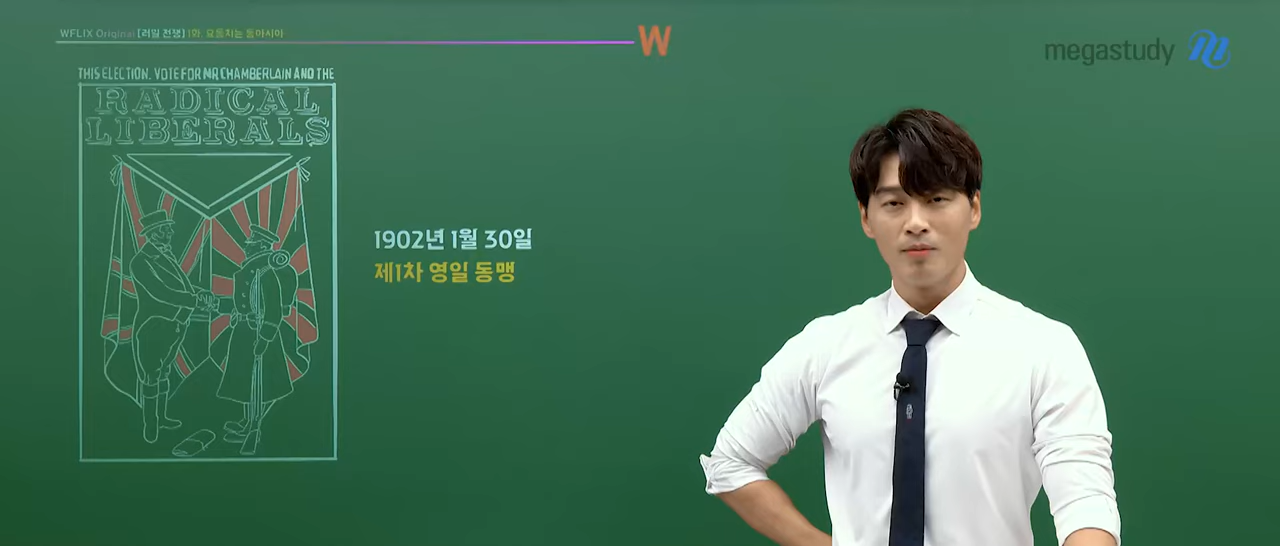 WFLIX Original [러일 전쟁] 1화. 요동치는 동아시아
W
megastudy
THIS ELECTION, VOTE FOR MR CHAMBERLAIN AND THE
RADICAL
LIBERALS
1902년 1월 30일
제1차 영일 동맹